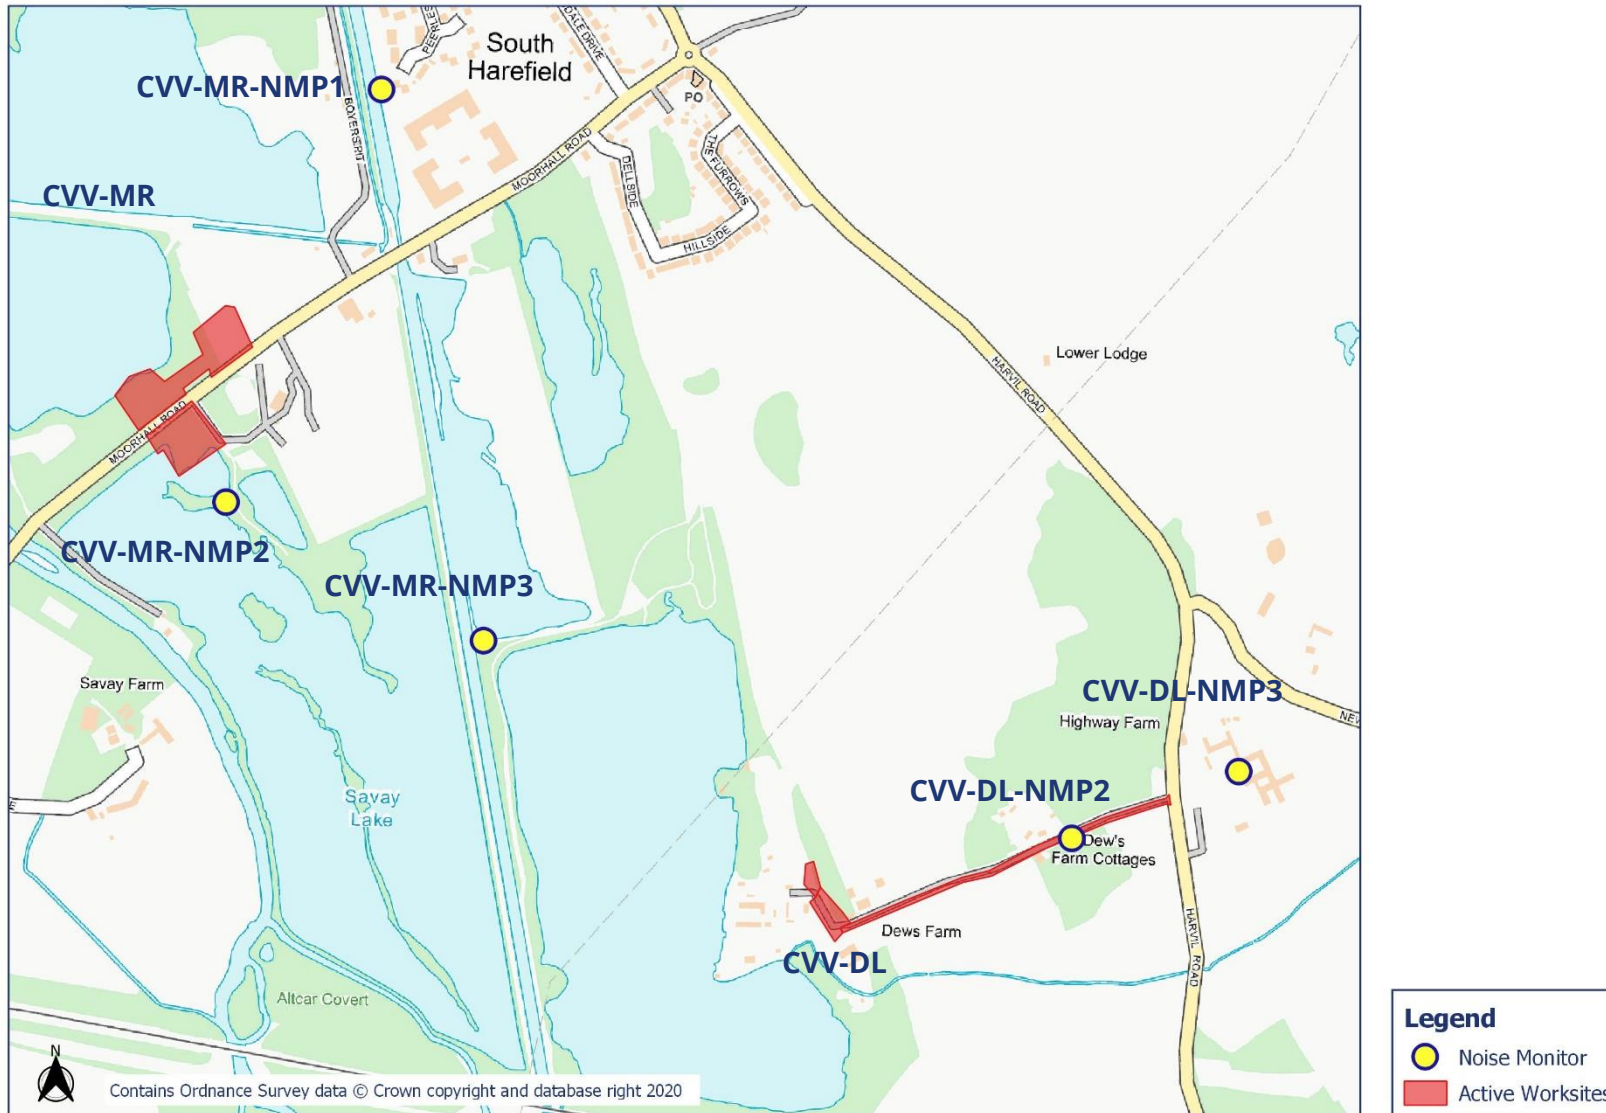 PEERLES
DALE DRIVE
South
Harefield
CVV-MR-NMP1
BOYERS PIT
PO
MOORHALL ROAD
THE FURROWS
DELLSIDE
HILLSIDE
CVV-MR
Lower Lodge
HARVIL ROAD
MOORHALL ROAD
CVV-MR-NMP2
CVV-MR-NMP3
Savay Farm
CVV-DL-NMP3
Highway Farm
NEW
Savay
Lake
CVV-DL-NMP2
Dew's
Farm Cottages
E
Dews Farm
HARVIL ROAD
CVV-DL
Altcar Covert
N
Contains Ordnance Survey data © Crown copyright and database right 2020
Legend
Noise Monitor
Active Worksites